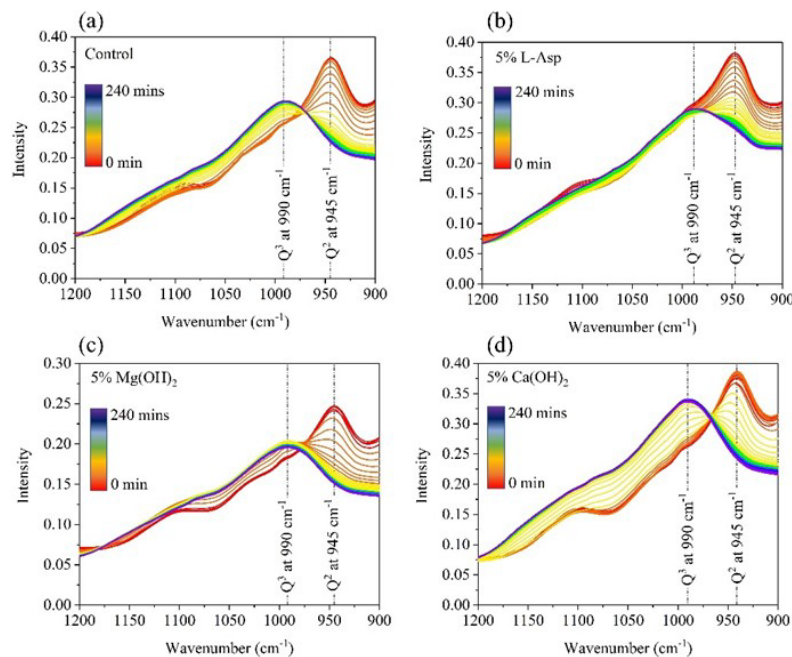 (a)
Control
240 mins
0 min
Q³ at 990 cm⁻¹
Q² at 945 cm⁻¹
0.40
0.35
0.30
0.25
0.20
0.15
0.10
0.05
0.00
Intensity
1200 1150 1100 1050 1000 950 900
Wavenumber (cm⁻¹)
(b)
5% L-Asp
240 mins
0 min
Q³ at 990 cm⁻¹
Q² at 945 cm⁻¹
0.40
0.35
0.30
0.25
0.20
0.15
0.10
0.05
0.00
Intensity
1200 1150 1100 1050 1000 950 900
Wavenumber (cm⁻¹)
(c)
5% Mg(OH)₂
240 mins
0 min
Q³ at 990 cm⁻¹
Q² at 945 cm⁻¹
0.30
0.25
0.20
0.15
0.10
0.05
0.00
Intensity
1200 1150 1100 1050 1000 950 900
Wavenumber (cm⁻¹)
(d)
5% Ca(OH)₂
240 mins
0 min
Q³ at 990 cm⁻¹
Q² at 945 cm⁻¹
0.40
0.35
0.30
0.25
0.20
0.15
0.10
0.05
0.00
Intensity
1200 1150 1100 1050 1000 950 900
Wavenumber (cm⁻¹)